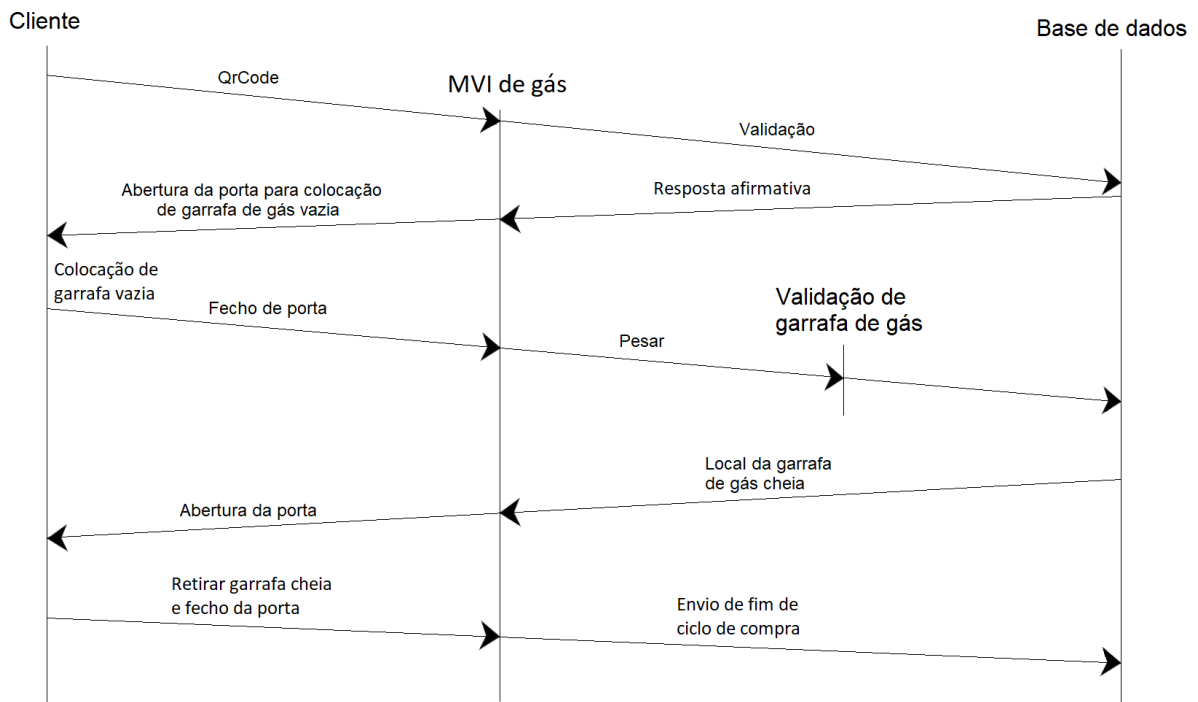 Cliente
Base de dados
QrCode
MVI de gás
Validação
Abertura da porta para colocação
de garrafa de gás vazia
Resposta afirmativa
Colocação de
garrafa vazia
Fecho de porta
Validação de
garrafa de gás
Pesar
Local da garrafa
de gás cheia
Abertura da porta
Retirar garrafa cheia
e fecho da porta
Envio de fim de
ciclo de compra